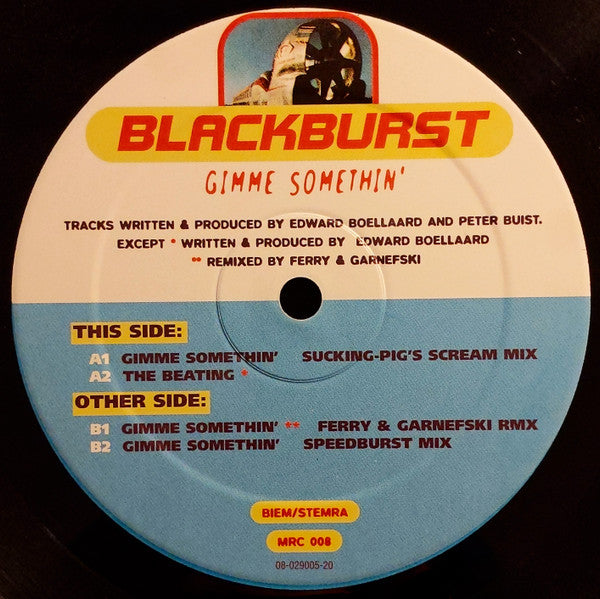 BLACKBURST
GIMME SOMETHIN'
TRACKS WRITTEN & PRODUCED BY EDWARD BOELLAARD AND PETER BUIST.
EXCEPT * WRITTEN & PRODUCED BY EDWARD BOELLAARD
** REMIXED BY FERRY & GARNEFSKI
THIS SIDE:
A1 GIMME SOMETHIN' SUCKING-PIG'S SCREAM MIX
A2 THE BEATING *
OTHER SIDE:
B1 GIMME SOMETHIN' ** FERRY & GARNEFSKI RMX
B2 GIMME SOMETHIN' SPEEDBURST MIX
BIEM/STEMRA
MRC 008
08-029005-20